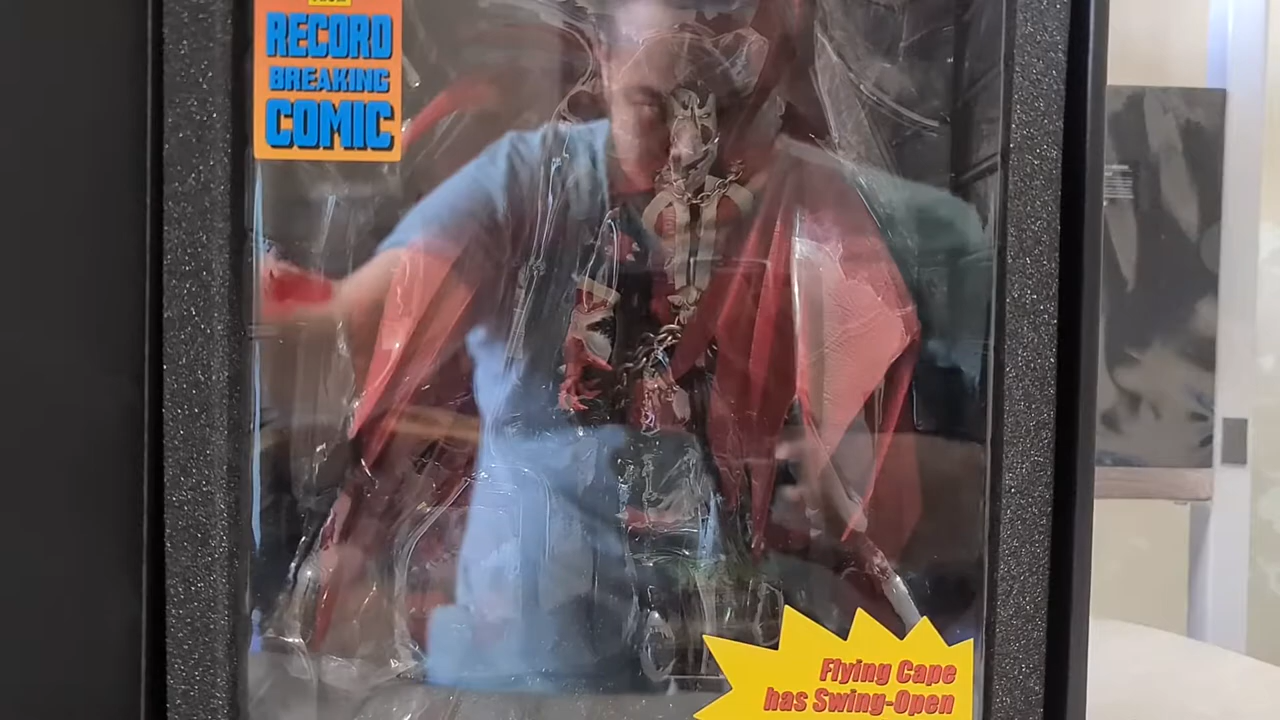 RECORD
BREAKING
COMIC
Flying Cape
has Swing-Open